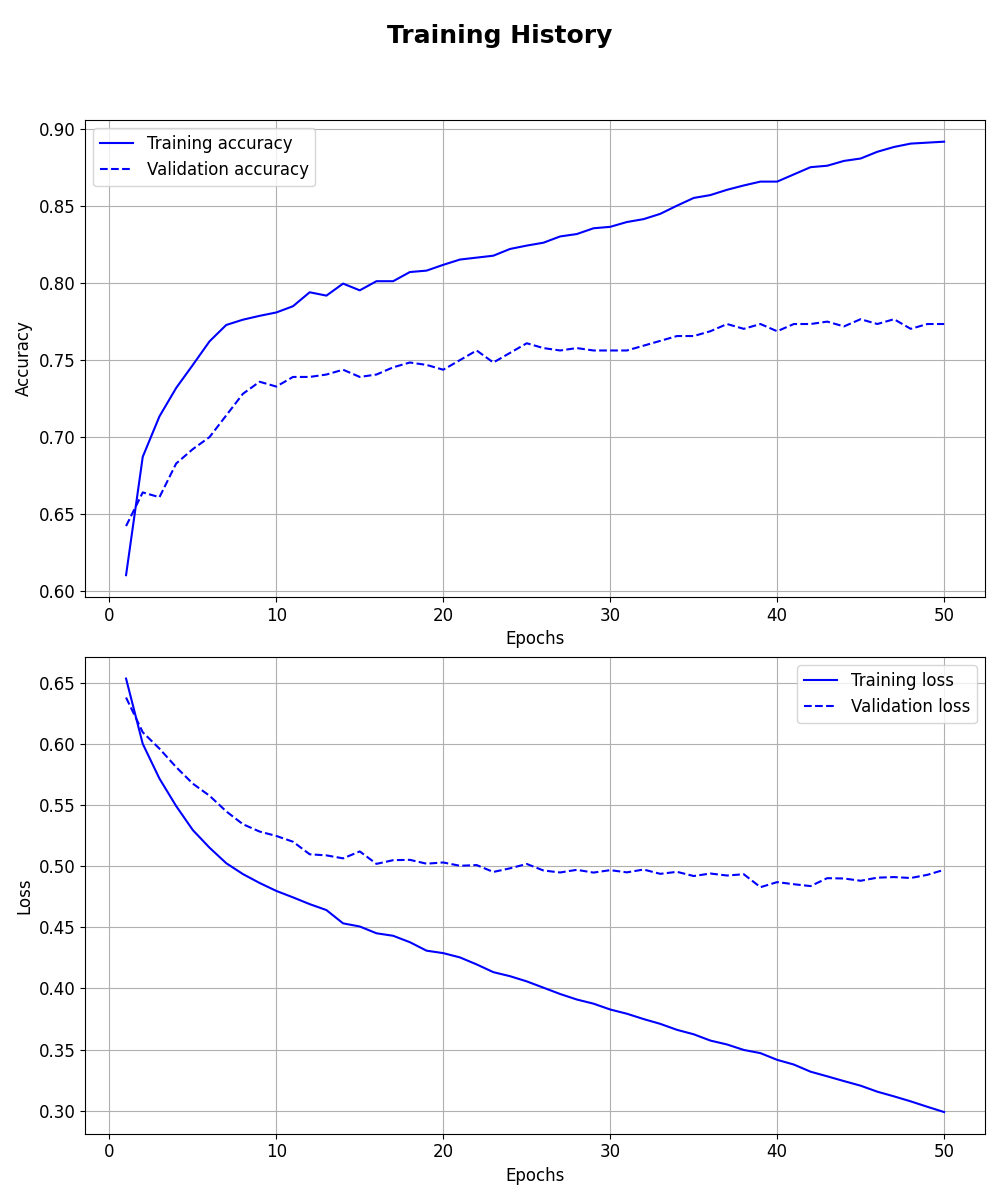 Training History
0.90
0.85
0.80
0.75
0.70
0.65
0.60
Accuracy
Training accuracy
Validation accuracy
0 10 20 30 40 50
Epochs
0.65
0.60
0.55
0.50
0.45
0.40
0.35
0.30
Loss
Training loss
Validation loss
0 10 20 30 40 50
Epochs